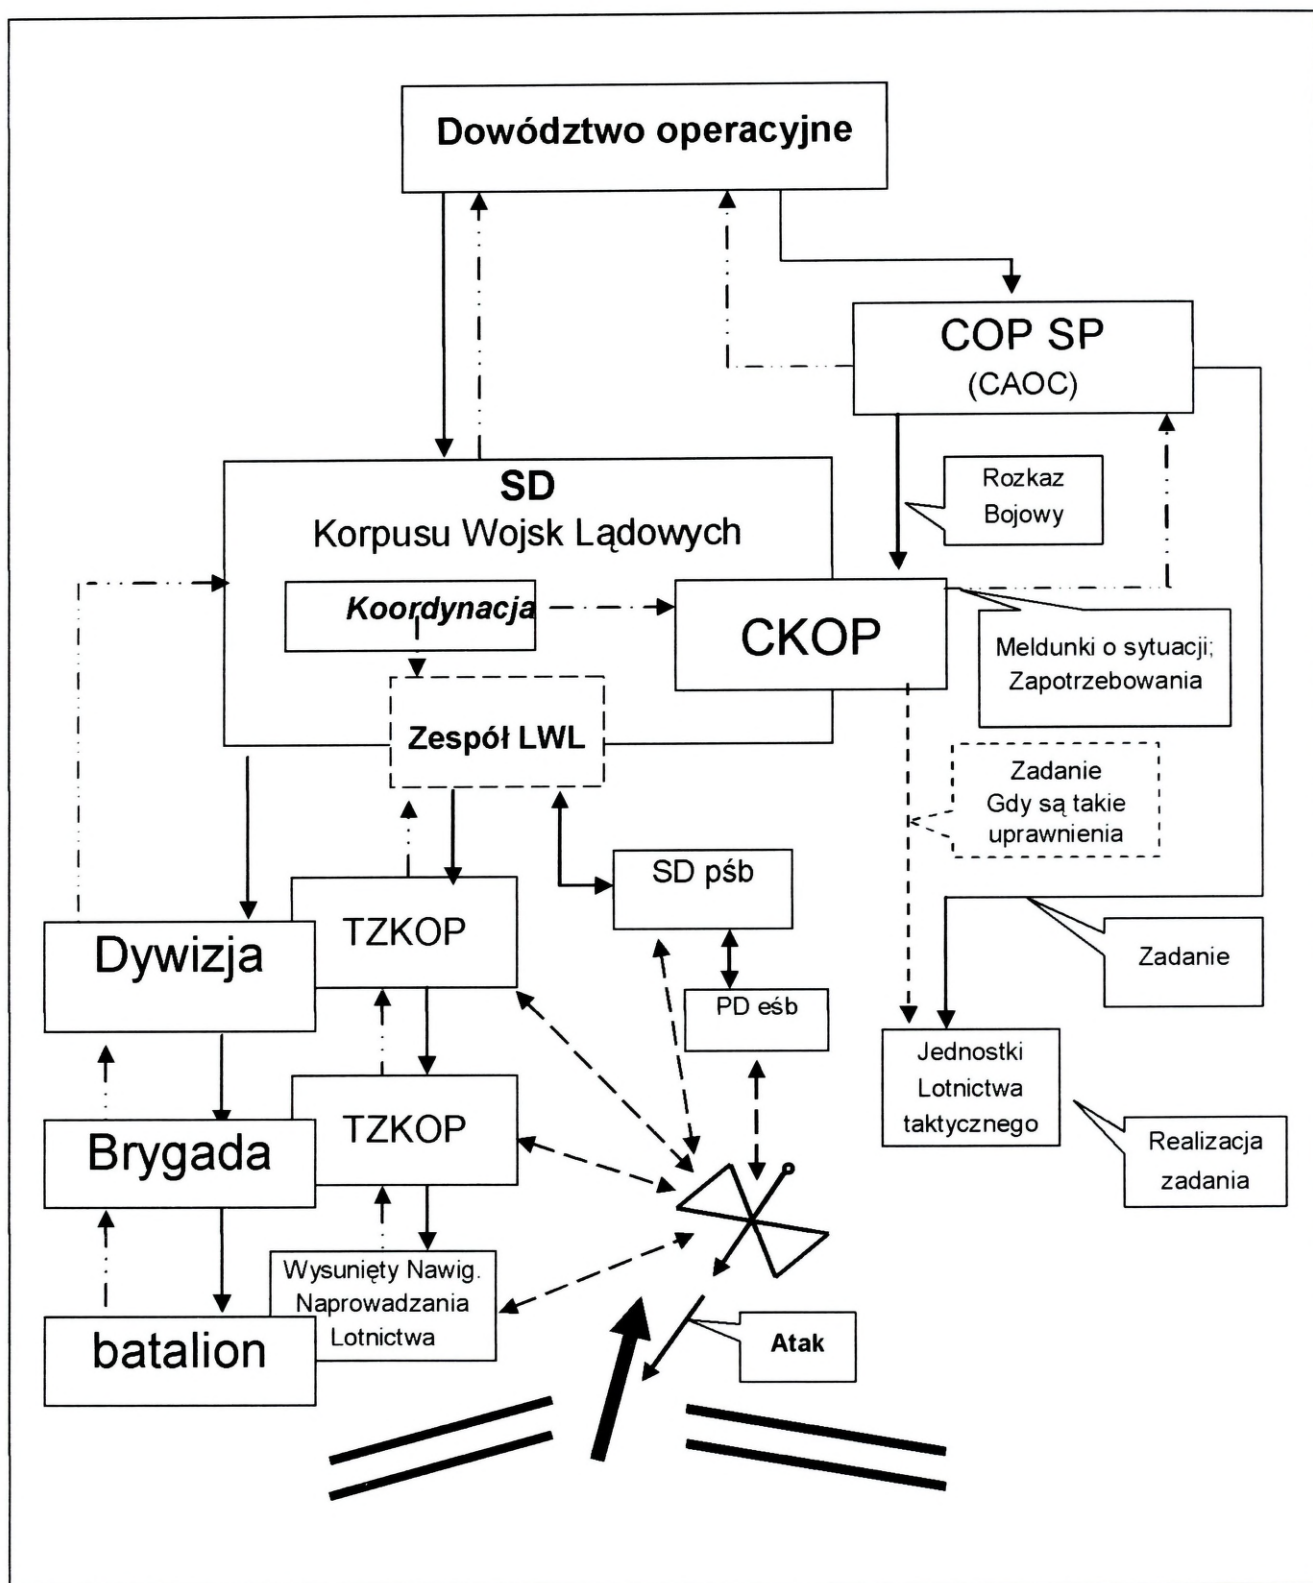 Dowództwo operacyjne
COP SP
(CAOC)
SD
Korpusu Wojsk Lądowych
Rozkaz
Bojowy
Koordynacja
CKOP
Meldunki o sytuacji;
Zapotrzebowania
Zespół LWL
Zadanie
Gdy są takie
uprawnienia
SD pśb
TZKOP
Dywizja
Zadanie
PD eśb
Jednostki
Lotnictwa
taktycznego
TZKOP
Brygada
Realizacja
zadania
Wysunięty Nawig.
Naprowadzania
Lotnictwa
batalion
Atak